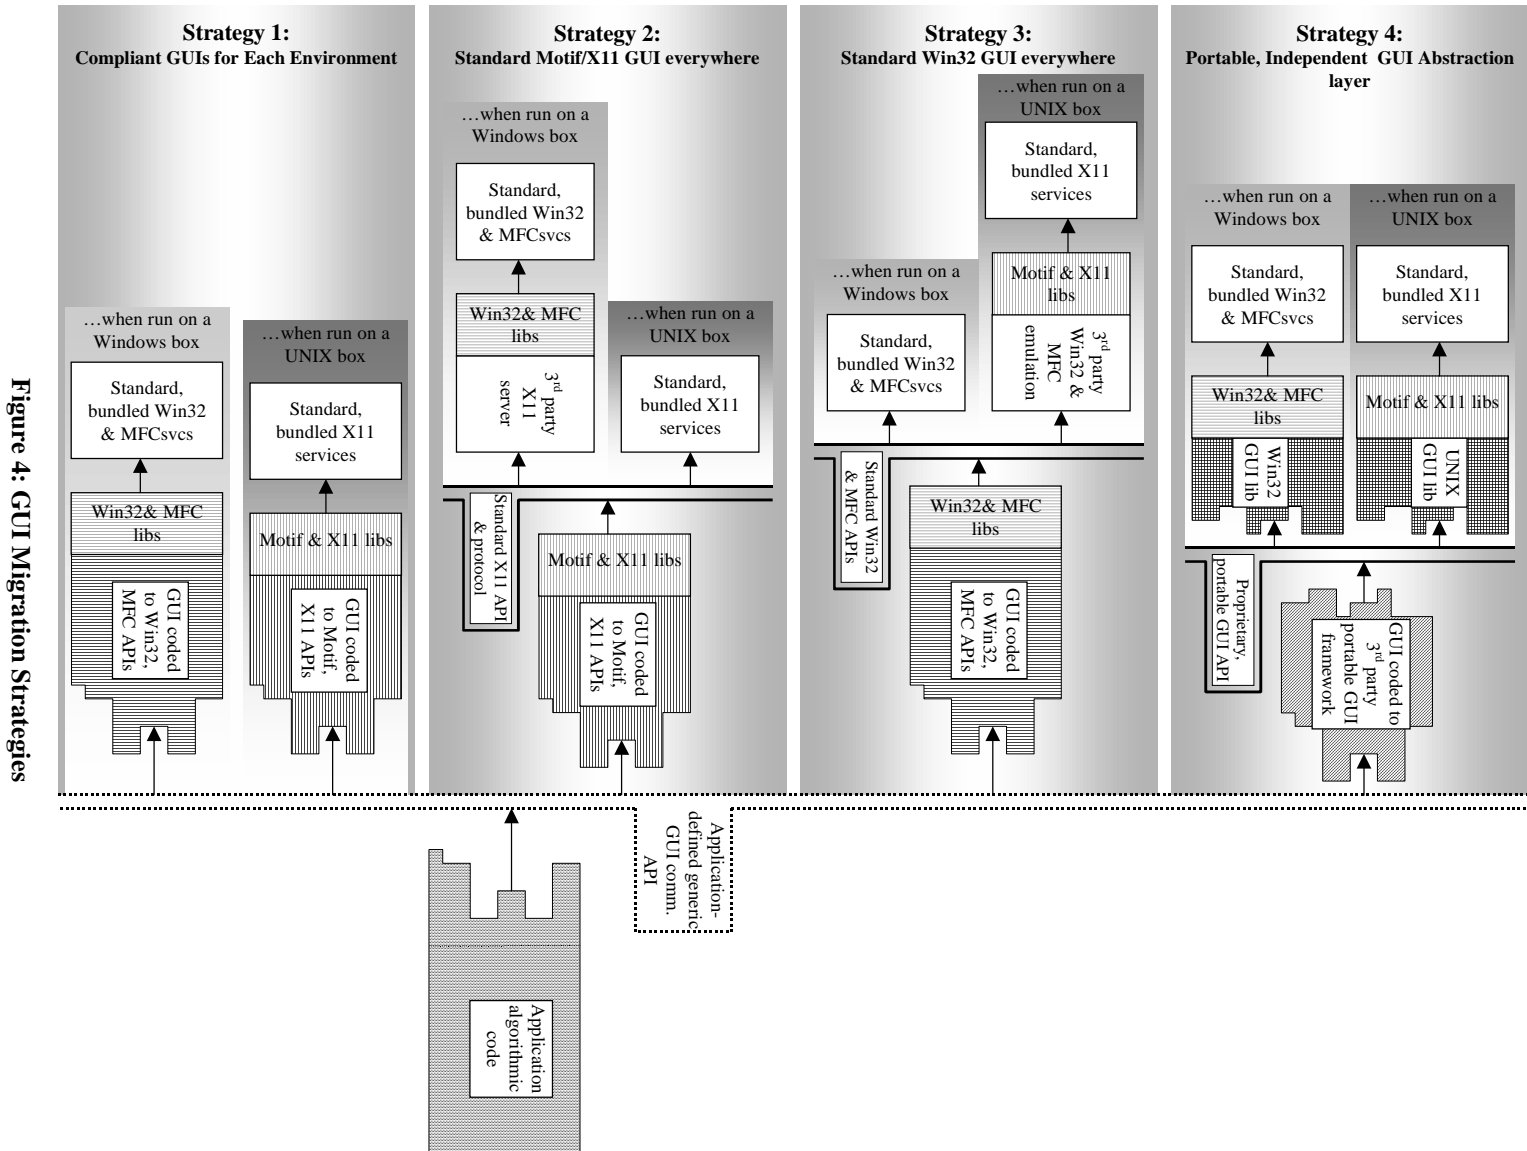 Strategy 1:
Compliant GUIs for Each Environment
…when run on a
Windows box
Standard,
bundled Win32
& MFCsvcs
Win32& MFC
libs
GUI coded
to Win32,
MFC APIs
…when run on a
UNIX box
Standard,
bundled X11
services
Motif & X11 libs
GUI coded
to Motif,
X11 APIs
Strategy 2:
Standard Motif/X11 GUI everywhere
…when run on a
Windows box
Standard,
bundled Win32
& MFCsvcs
Win32& MFC
libs
3rd party
X11
server
…when run on a
UNIX box
Standard,
bundled X11
services
Standard X11 API
& protocol
Motif & X11 libs
GUI coded
to Motif,
X11 APIs
Strategy 3:
Standard Win32 GUI everywhere
…when run on a
Windows box
Standard,
bundled Win32
& MFCsvcs
…when run on a
UNIX box
Standard,
bundled X11
services
Motif & X11
libs
3rd party
Win32 &
MFC
emulation
Standard Win32
& MFC APIs
Win32& MFC
libs
GUI coded
to Win32,
MFC APIs
Strategy 4:
Portable, Independent GUI Abstraction
layer
…when run on a
Windows box
Standard,
bundled Win32
& MFCsvcs
Win32& MFC
libs
Win32
GUI lib
…when run on a
UNIX box
Standard,
bundled X11
services
Motif & X11 libs
UNIX
GUI lib
Proprietary,
portable GUI API
GUI coded to
3rd party
portable GUI
framework
Application-
defined generic
GUI comm.
API
Application
algorithmic
code
Figure 4: GUI Migration Strategies